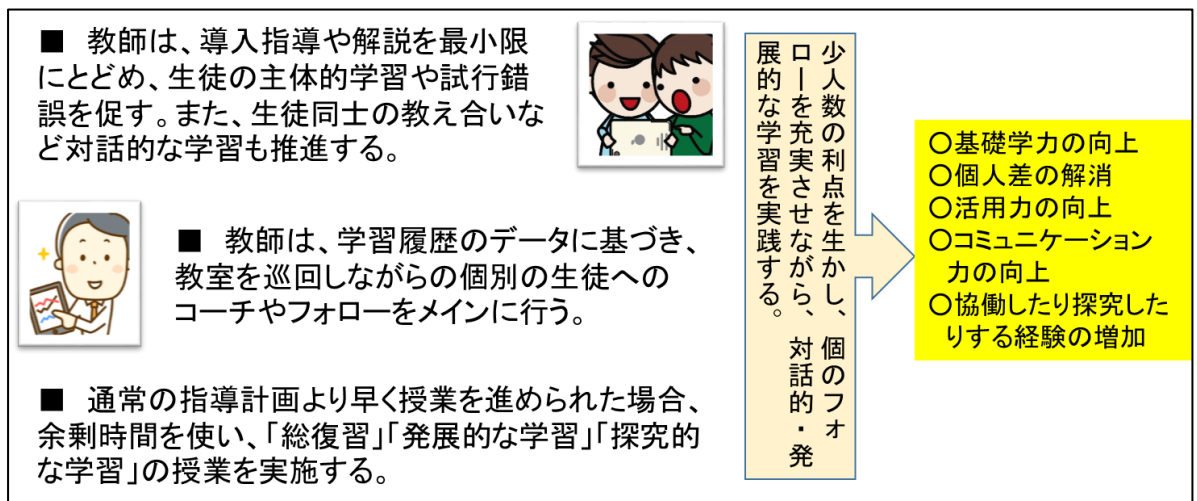 ■　教師は、導入指導や解説を最小限
にとどめ、生徒の主体的学習や試行錯
誤を促す。また、生徒同士の教え合いな
ど対話的な学習も推進する。
■　教師は、学習履歴のデータに基づき、
教室を巡回しながらの個別の生徒への
コーチやフォローをメインに行う。
■　通常の指導計画より早く授業を進められた場合、
余剰時間を使い、「総復習」「発展的な学習」「探究的
な学習」の授業を実施する。
少人数の利点を生かし、個のフォ
ローを充実させながら、対話的・発
展的な学習を実践する。
〇基礎学力の向上
〇個人差の解消
〇活用力の向上
〇コミュニケーション
力の向上
〇協働したり探究した
りする経験の増加